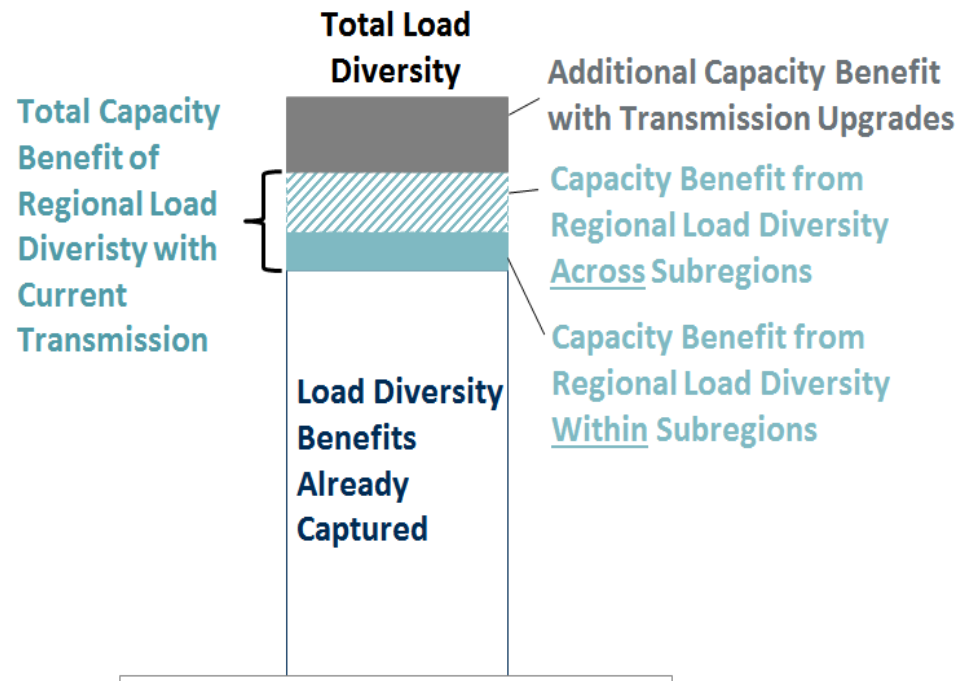 Total Load
Diversity
Additional Capacity Benefit
with Transmission Upgrades
Total Capacity
Benefit of
Regional Load
Diveristy with
Current
Transmission
Capacity Benefit from
Regional Load Diversity
Across Subregions
Capacity Benefit from
Regional Load Diversity
Within Subregions
Load Diversity
Benefits
Already
Captured